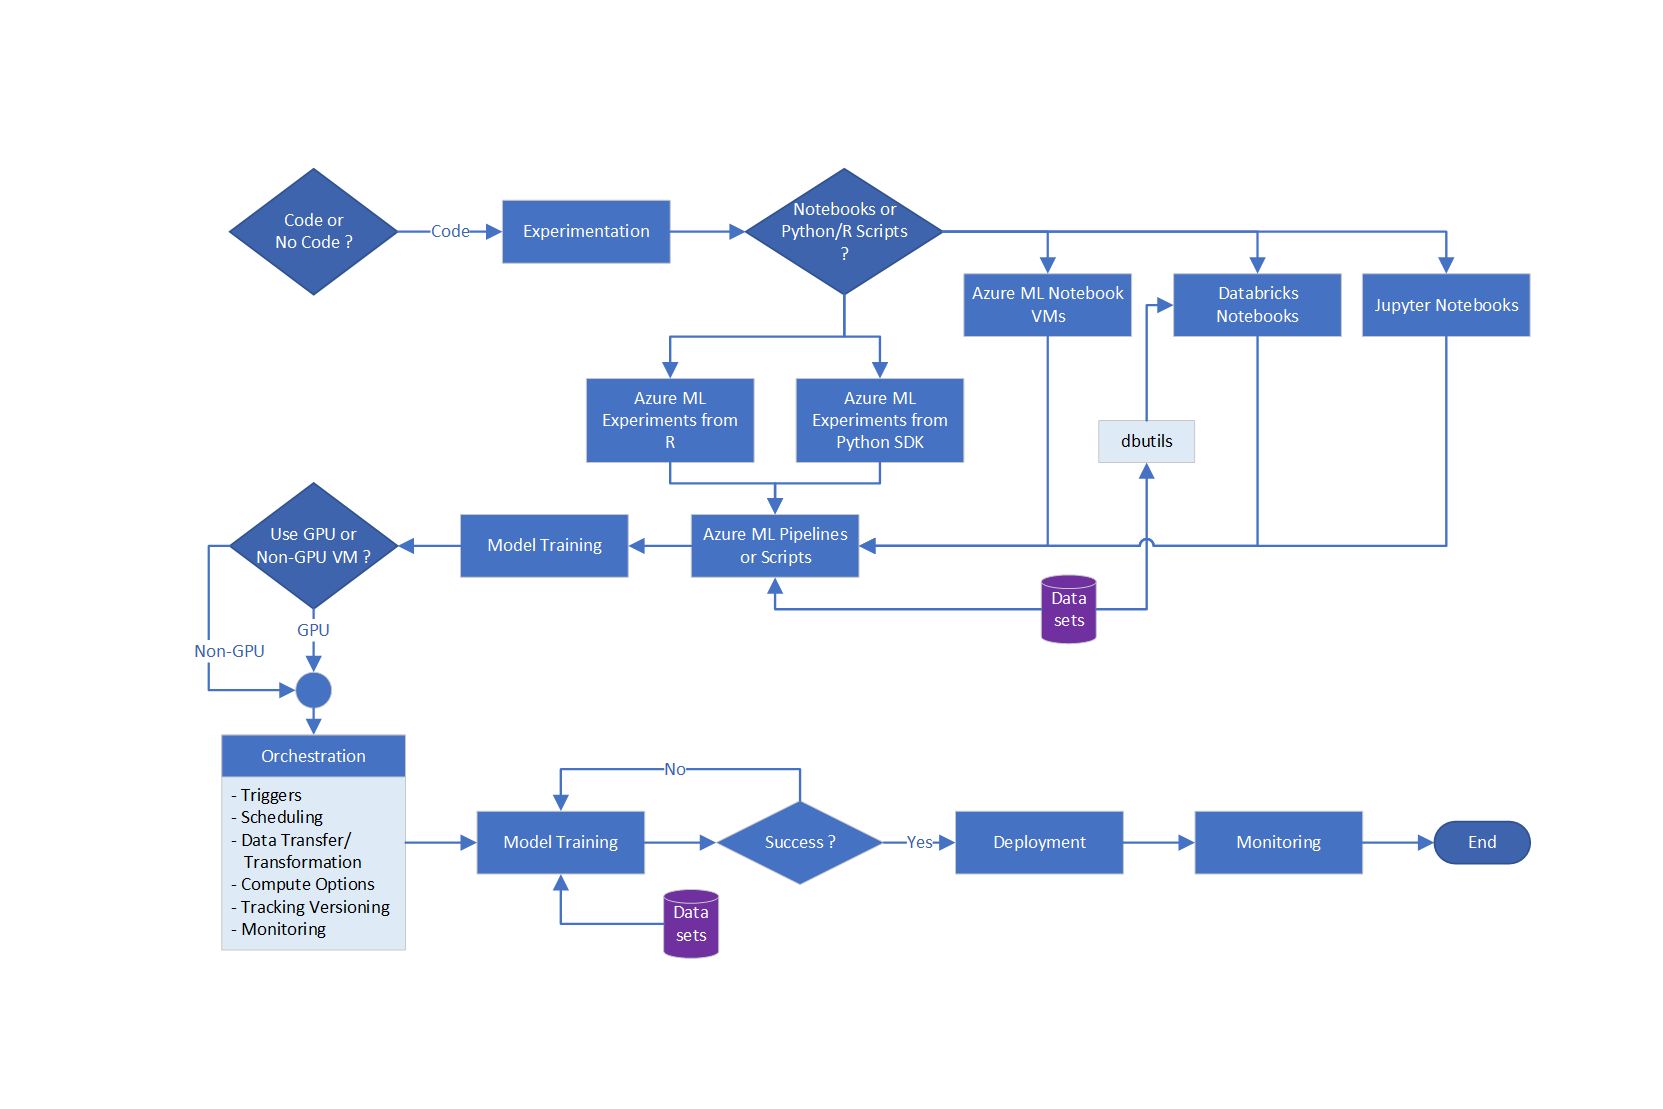 Code or
No Code ?
Code
Experimentation
Notebooks or
Python/R Scripts
?
Azure ML Notebook
VMs
Databricks
Notebooks
Jupyter Notebooks
Azure ML
Experiments from
R
Azure ML
Experiments from
Python SDK
dbutils
Use GPU or
Non-GPU VM ?
Model Training
Azure ML Pipelines
or Scripts
Data
sets
GPU
Non-GPU
Orchestration
- Triggers
- Scheduling
- Data Transfer/
Transformation
- Compute Options
- Tracking Versioning
- Monitoring
No
Model Training
Success ?
Yes
Deployment
Monitoring
End
Data
sets